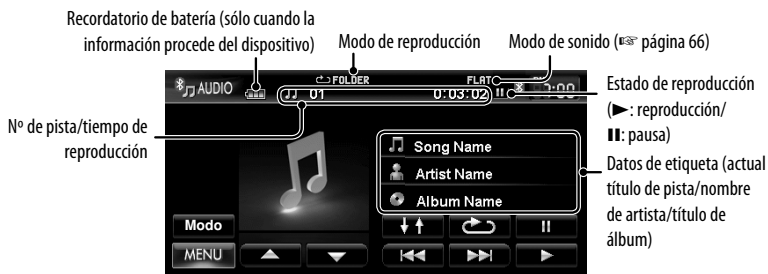 Recordatorio de batería (sólo cuando la
información procede del dispositivo)
Modo de reproducción
Modo de sonido (☞ página 66)
AUDIO
FOLDER
FLAT
01
0:03:02
Estado de reproducción
(►: reproducción/
II: pausa)
Nº de pista/tiempo de
reproducción
Song Name
Artist Name
Album Name
Datos de etiqueta (actual
título de pista/nombre
de artista/título de
álbum)
Modo
MENU